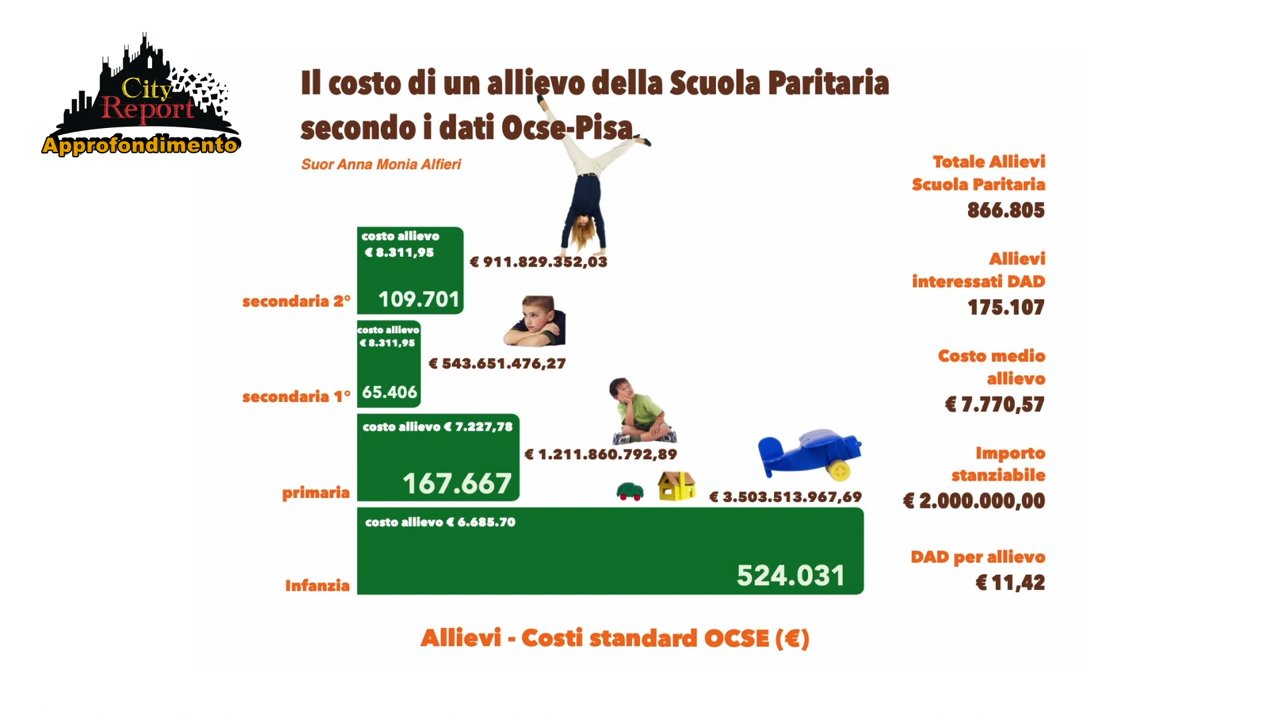 City
Report
Approfondimento
Il costo di un allievo della Scuola Paritaria
secondo i dati Ocse-Pisa
Suor Anna Monia Alfieri
costo allievo
€ 8.311,95
109.701
secondaria 2°
€ 911.829.352,03
costo allievo
€ 8.311,95
65.406
secondaria 1°
€ 543.651.476,27
costo allievo € 7.227,78
167.667
primaria
€ 1.211.860.792,89
€ 3.503.513.967,69
costo allievo € 6.685.70
524.031
Infanzia
Totale Allievi
Scuola Paritaria
866.805
Allievi
interessati DAD
175.107
Costo medio
allievo
€ 7.770,57
Importo
stanziabile
€ 2.000.000,00
DAD per allievo
€ 11,42
Allievi - Costi standard OCSE (€)